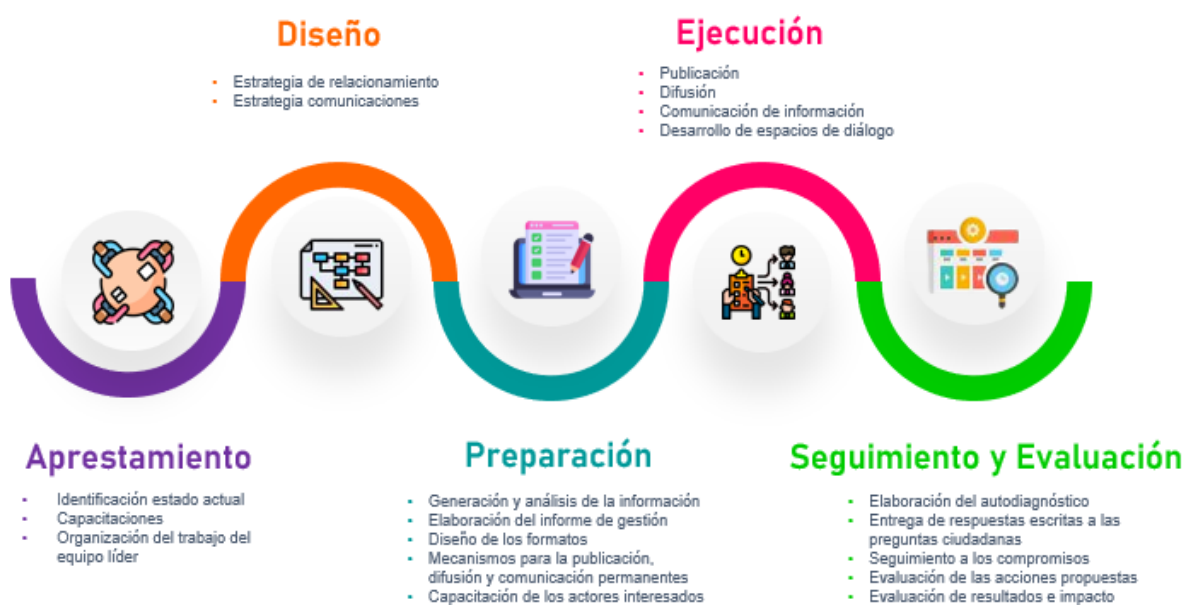 Diseño
▪ Estrategia de relacionamiento
▪ Estrategia comunicaciones
Ejecución
▪ Publicación
▪ Difusión
▪ Comunicación de información
▪ Desarrollo de espacios de diálogo
Aprestamiento
▪ Identificación estado actual
▪ Capacitaciones
▪ Organización del trabajo del
equipo líder
Preparación
▪ Generación y análisis de la información
▪ Elaboración del informe de gestión
▪ Diseño de los formatos
▪ Mecanismos para la publicación,
difusión y comunicación permanentes
▪ Capacitación de los actores interesados
Seguimiento y Evaluación
▪ Elaboración del autodiagnóstico
▪ Entrega de respuestas escritas a las
preguntas ciudadanas
▪ Seguimiento a los compromisos
▪ Evaluación de las acciones propuestas
▪ Evaluación de resultados e impacto